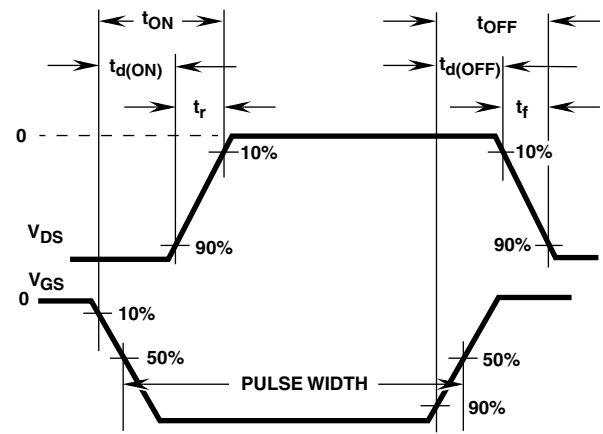 tON
tOFF
td(ON)
td(OFF)
tr
tf
0
10%
10%
VDS
90%
90%
VGS
0
10%
50%
50%
PULSE WIDTH
90%